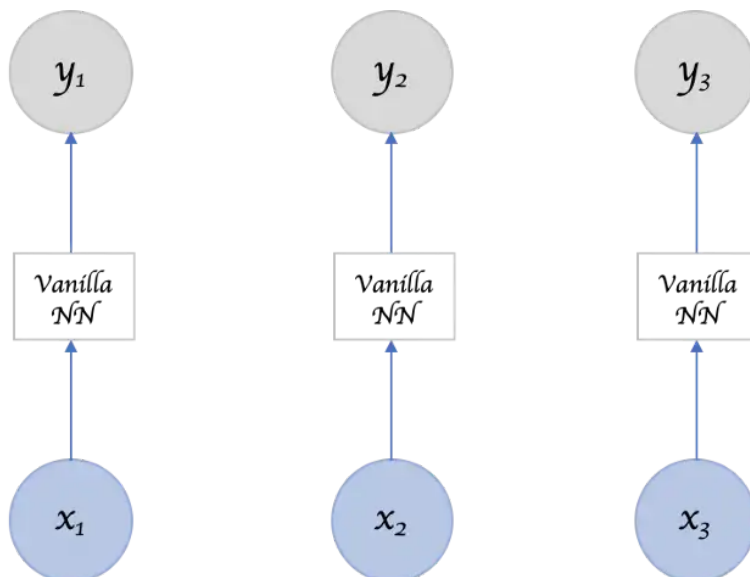 y₁
y₂
y₃
Vanilla
NN
Vanilla
NN
Vanilla
NN
x₁
x₂
x₃